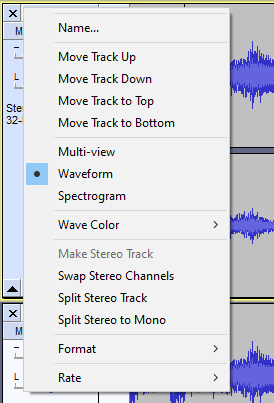 Name...
Move Track Up
Move Track Down
Move Track to Top
Move Track to Bottom
Multi-view
Waveform
Spectrogram
Wave Color
Make Stereo Track
Swap Stereo Channels
Split Stereo Track
Split Stereo to Mono
Format
Rate
M
L
Ste
32-
M
L